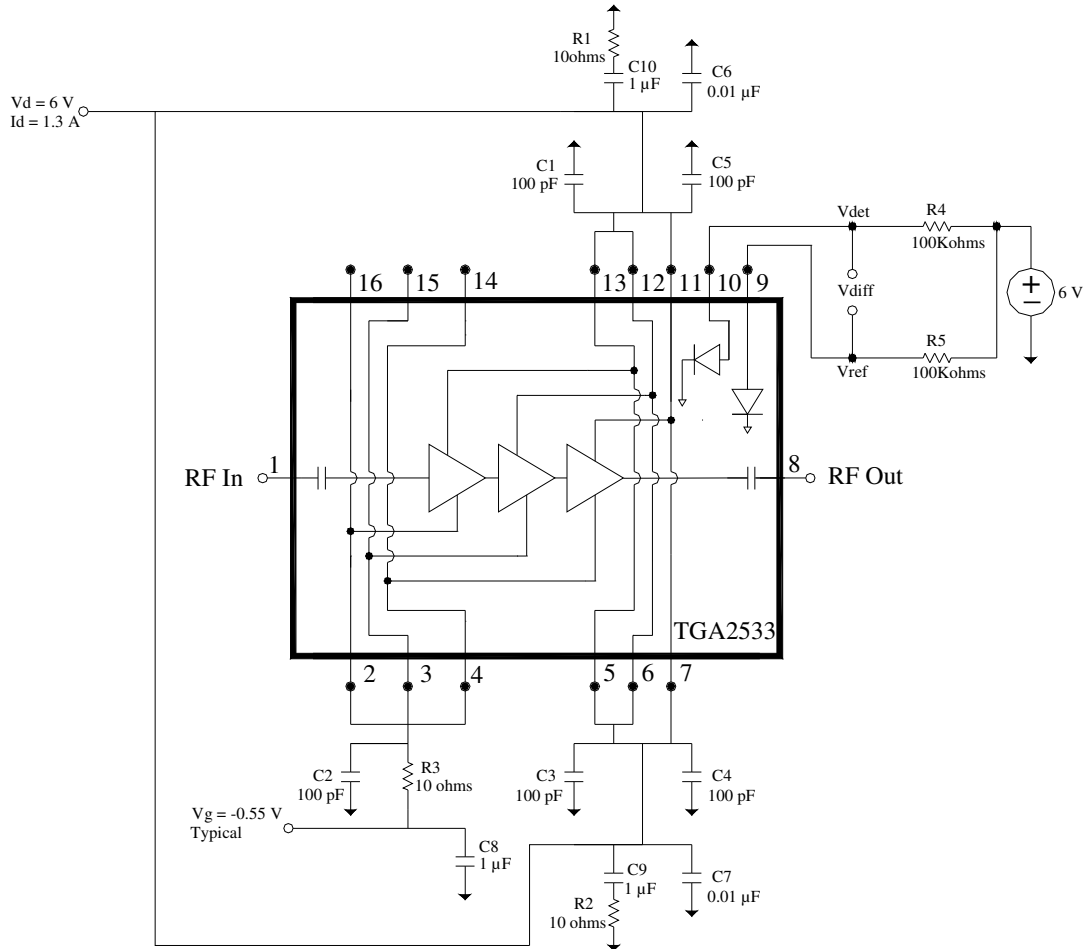 R1
10ohms
C10
1 µF
C6
0.01 µF
Vd = 6 V
Id = 1.3 A
C1
100 pF
C5
100 pF
Vdet
R4
100Kohms
Vdiff
6 V
R5
100Kohms
Vref
16
15
14
13
12
11
10
9
RF In
1
8
RF Out
TGA2533
2
3
4
5
6
7
C2
100 pF
R3
10 ohms
C3
100 pF
C4
100 pF
Vg = -0.55 V
Typical
C8
1 µF
C9
1 µF
R2
10 ohms
C7
0.01 µF